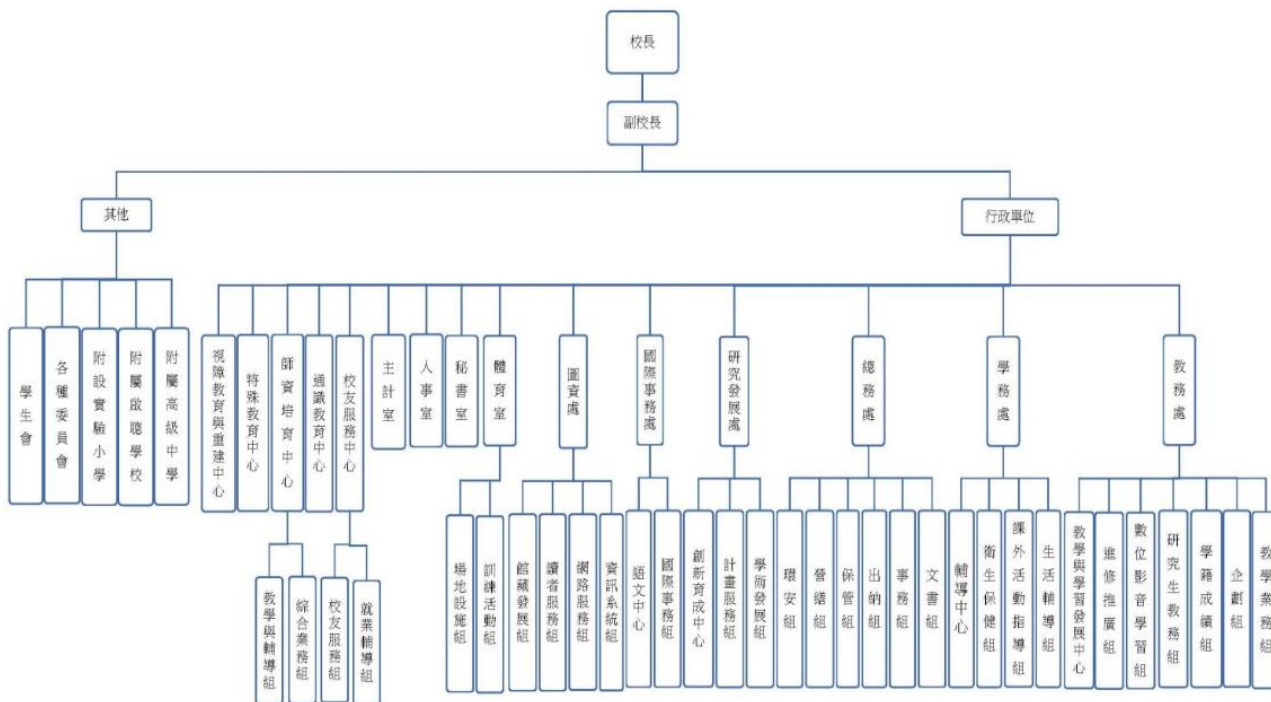 校長
副校長
其他
行政單位
學生會
各種委員會
附設實驗小學
附屬啟聰學校
附屬高級中學
視障教育與重建中心
特殊教育中心
師資培育中心
通識教育中心
校友服務中心
主計室
人事室
秘書室
體育室
圖資處
國際事務處
研究發展處
總務處
學務處
教務處
教學與輔導組
綜合業務組
校友服務組
就業輔導組
場地設施組
訓練活動組
館藏發展組
讀者服務組
網路服務組
資訊系統組
語文中心
國際事務組
創新育成中心
計畫服務組
學術發展組
環安組
營繕組
保管組
出納組
事務組
文書組
輔導中心
衛生保健組
課外活動指導組
生活輔導組
教學與學習發展中心
進修推廣組
數位影音學習組
研究生教務組
學藉成績組
企劃組
教學業務組